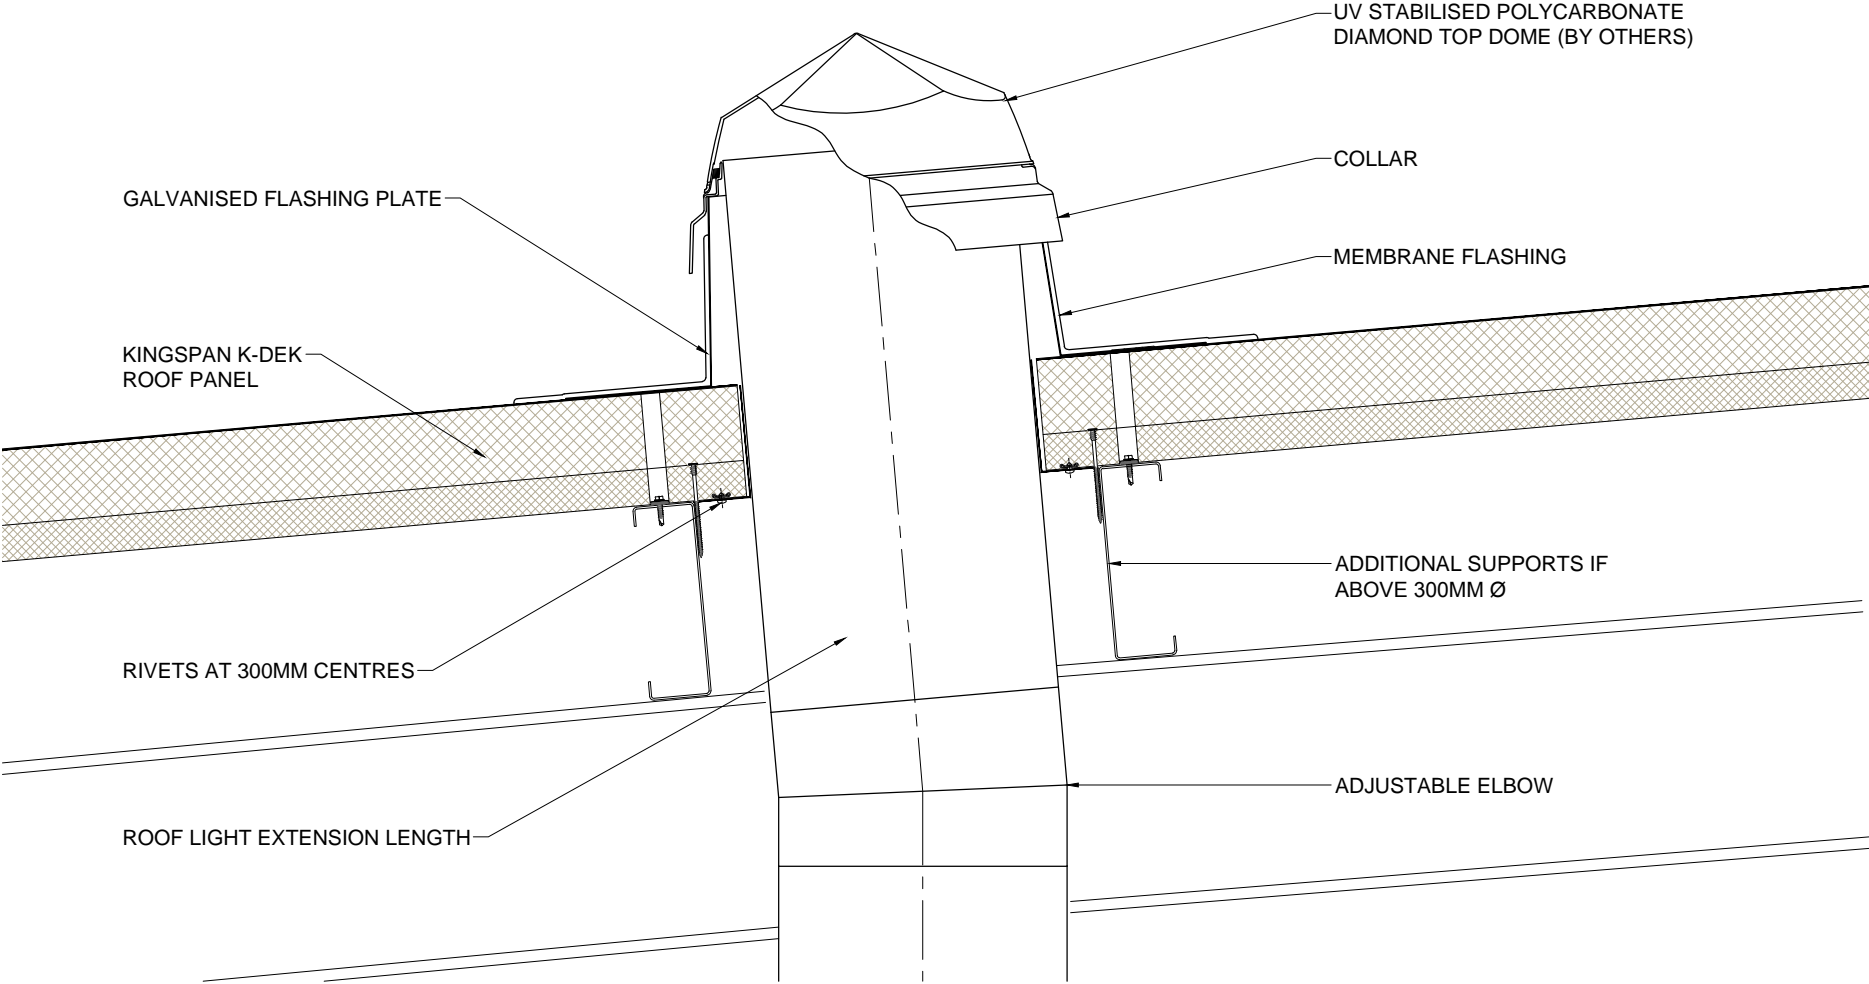 UV STABILISED POLYCARBONATE
DIAMOND TOP DOME (BY OTHERS)
COLLAR
GALVANISED FLASHING PLATE
MEMBRANE FLASHING
KINGSPAN K-DEK
ROOF PANEL
ADDITIONAL SUPPORTS IF
ABOVE 300MM Ø
RIVETS AT 300MM CENTRES
ADJUSTABLE ELBOW
ROOF LIGHT EXTENSION LENGTH